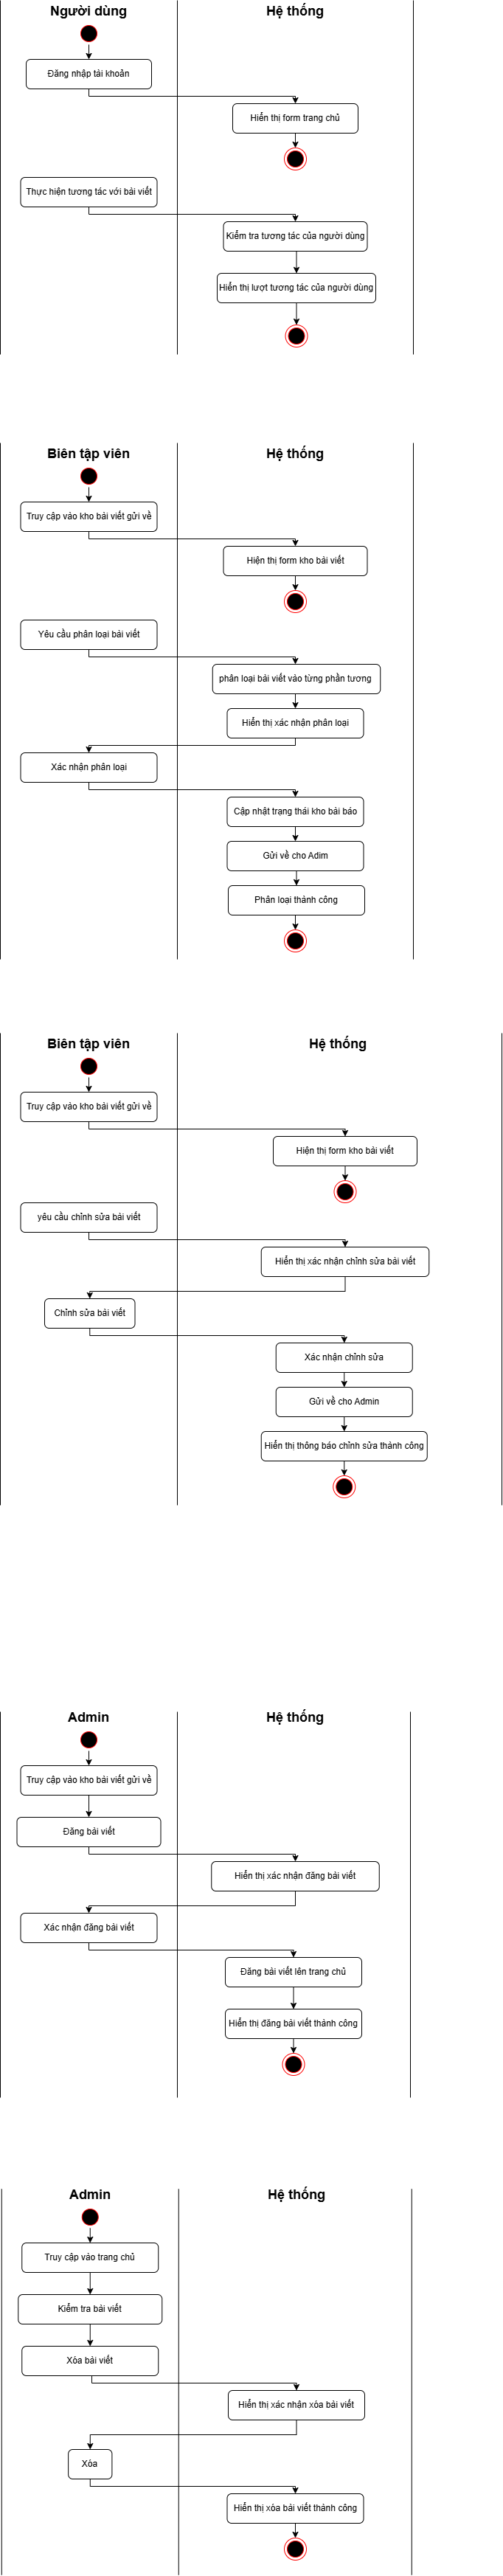 Người dùng
Hệ thống
Đăng nhập tải khoản
Hiển thị form trang chủ
Thực hiện tương tác với bài viết
Kiểm tra tương tác của người dùng
Hiển thị lượt tương tác của người dùng
Biên tập viên
Hệ thống
Truy cập vào kho bài viết gửi về
Hiện thị form kho bài viết
Yêu cầu phân loại bài viết
phân loại bài viết vào từng phần tương
Hiển thị xác nhận phân loại
Xác nhận phân loại
Cập nhật trạng thái kho bài báo
Gửi về cho Adim
Phân loại thành công
Biên tập viên
Hệ thống
Truy cập vào kho bài viết gửi về
Hiện thị form kho bài viết
yêu cầu chỉnh sửa bài viết
Hiển thị xác nhận chỉnh sửa bài viết
Chỉnh sửa bài viết
Xác nhận chỉnh sửa
Gửi về cho Admin
Hiển thị thông báo chỉnh sửa thành công
Admin
Hệ thống
Truy cập vào kho bài viết gửi về
Đăng bài viết
Hiển thị xác nhận đăng bài viết
Xác nhận đăng bài viết
Đăng bài viết lên trang chủ
Hiển thị đăng bài viết thành công
Admin
Hệ thống
Truy cập vào trang chủ
Kiểm tra bài viết
Xóa bài viết
Hiển thị xác nhận xóa bài viết
Xóa
Hiển thị xóa bài viết thành công